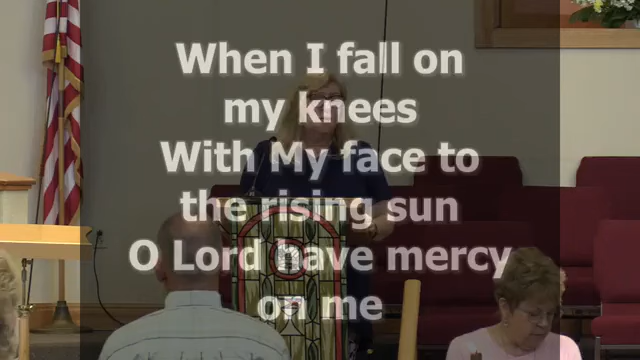 When I fall on
my knees
With My face to
the rising sun
O Lord have mercy
on me